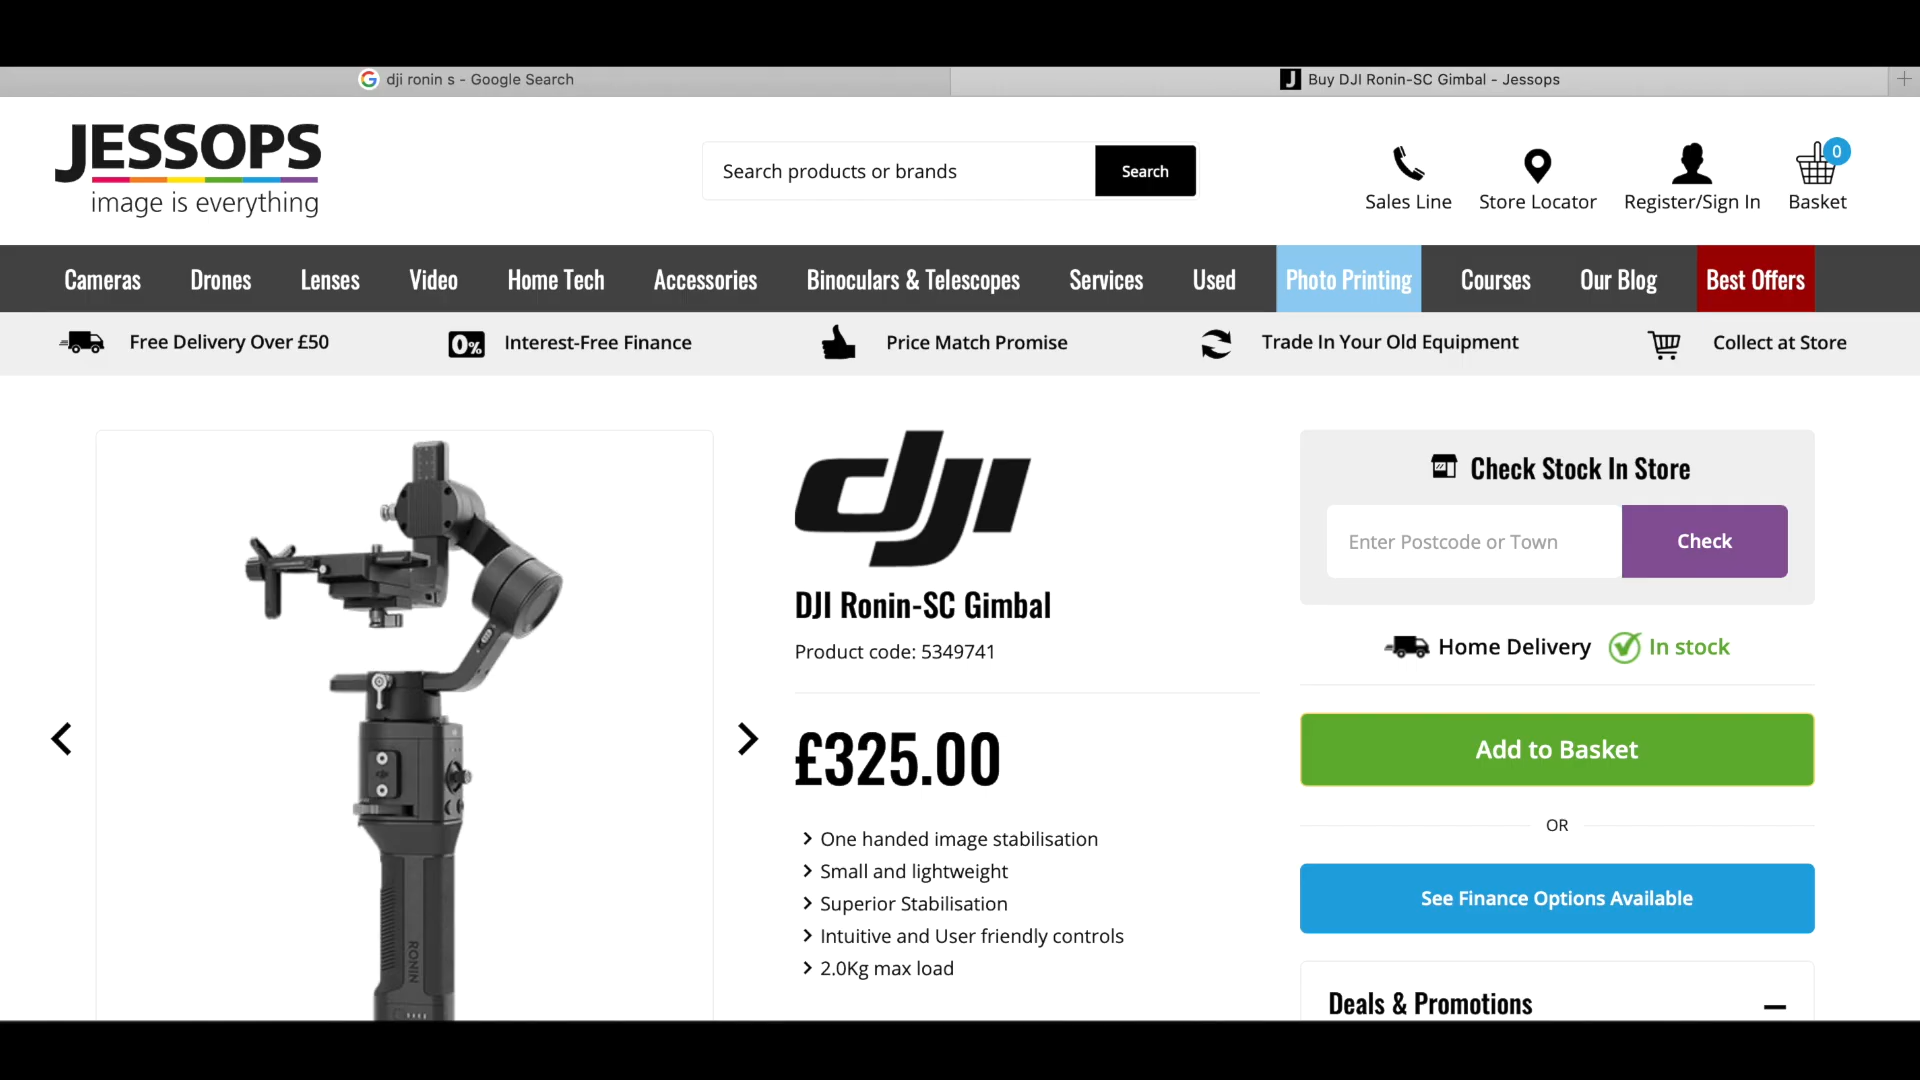 dji ronin s - Google Search
Buy DJI Ronin-SC Gimbal - Jessops
JESSOPS
image is everything
Search products or brands
Search
Sales Line
Store Locator
Register/Sign In
0
Basket
Cameras
Drones
Lenses
Video
Home Tech
Accessories
Binoculars & Telescopes
Services
Used
Photo Printing
Courses
Our Blog
Best Offers
Free Delivery Over £50
0%
Interest-Free Finance
Price Match Promise
Trade In Your Old Equipment
Collect at Store
RONIN
dji
DJI Ronin-SC Gimbal
Product code: 5349741
£325.00
One handed image stabilisation
Small and lightweight
Superior Stabilisation
Intuitive and User friendly controls
2.0Kg max load
Check Stock In Store
Enter Postcode or Town
Check
Home Delivery
In stock
Add to Basket
OR
See Finance Options Available
Deals & Promotions